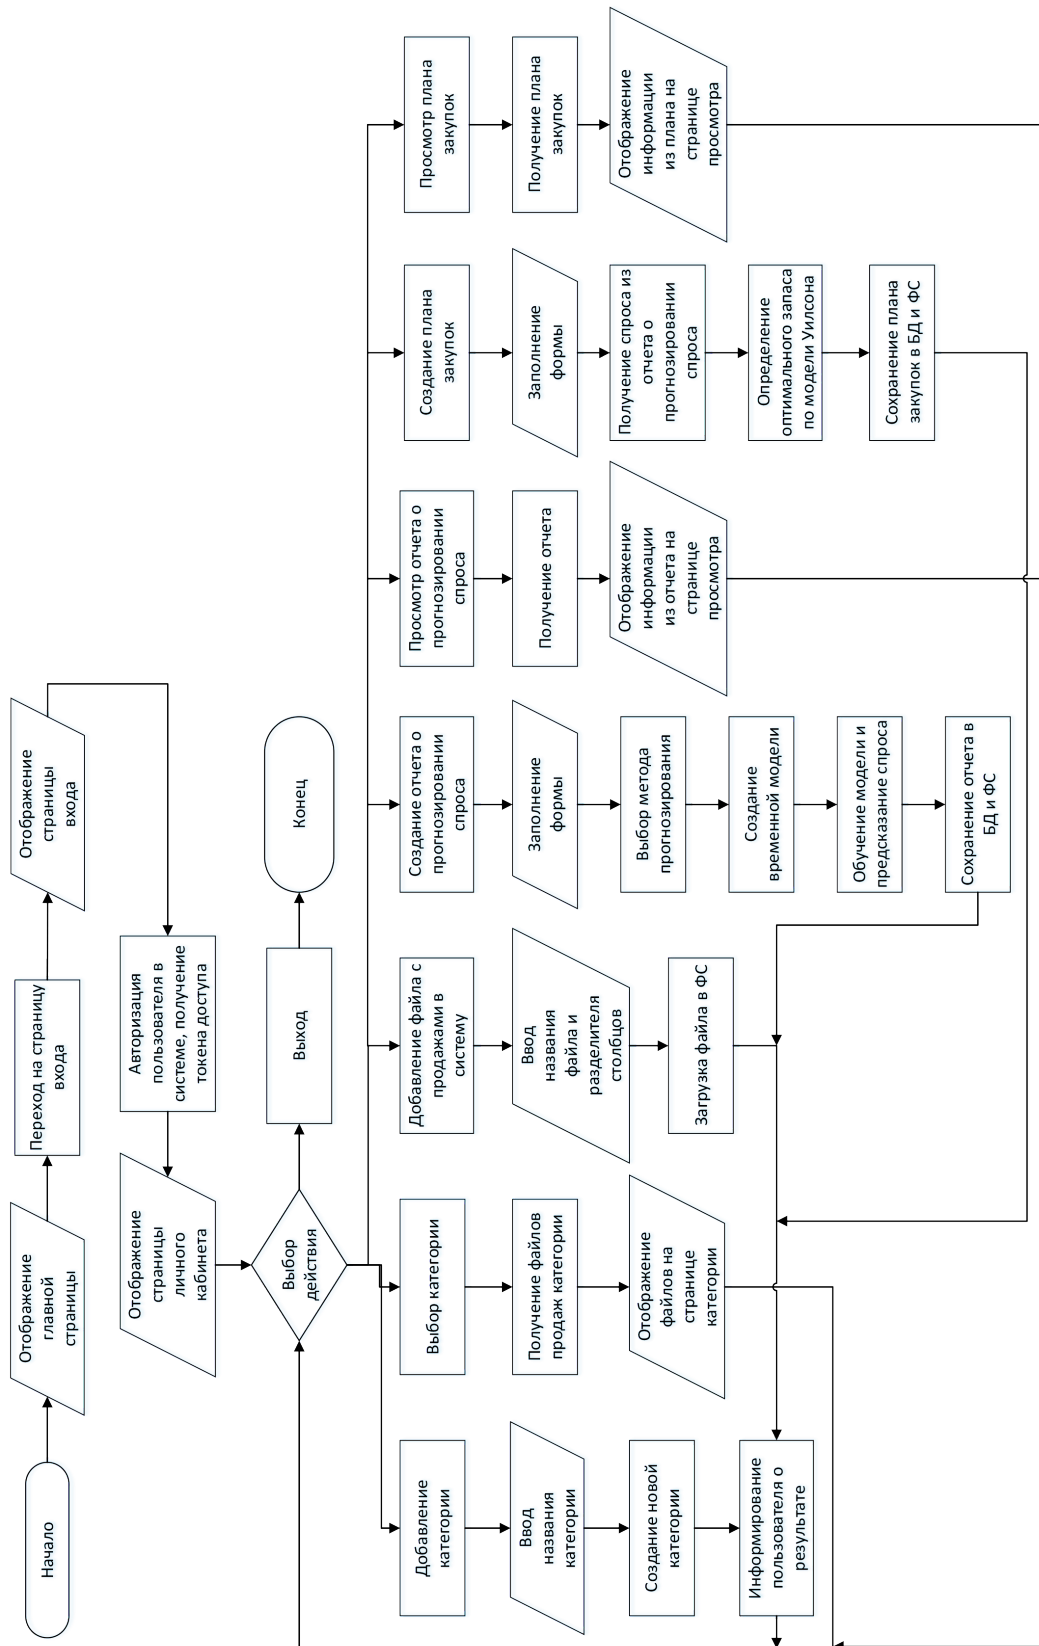 Начало
Отображение
главной
страницы
Переход на страницу
входа
Отображение
страницы
входа
Авторизация
пользователя в
системе, получение
токена доступа
Отображение
страницы
личного
кабинета
Выбор
действия
Выход
Конец
Добавление
категории
Ввод
названия
категории
Создание новой
категории
Информирование
пользователя о
результате
Выбор категории
Получение файлов
продаж категории
Отображение
файлов на
странице
категории
Добавление файла с
продажами в
систему
Ввод
названия
файла и
разделителя
столбцов
Загрузка файла в ФС
Создание отчета о
прогнозировании
спроса
Заполнение
формы
Выбор метода
прогнозирования
Создание
временной модели
Обучение модели и
предсказание спроса
Сохранение отчета в
БД и ФС
Просмотр отчета о
прогнозировании
спроса
Получение отчета
Отображение
информации
из отчета на
странице
просмотра
Создание плана
закупок
Заполнение
формы
Получение спроса из
отчета о
прогнозировании
спроса
Определение
оптимального запаса
по модели Уилсона
Сохранение плана
закупок в БД и ФС
Просмотр плана
закупок
Получение плана
закупок
Отображение
информации
из плана на
странице
просмотра